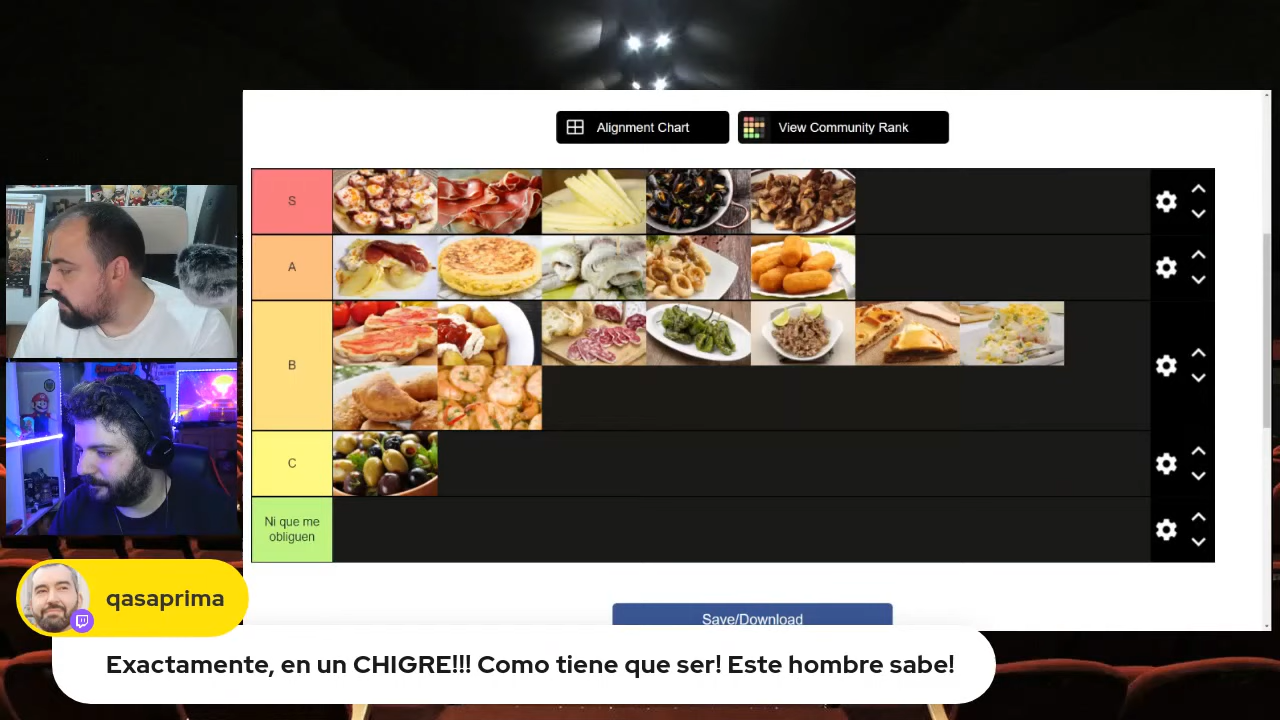 Alignment Chart
View Community Rank
S
A
B
C
Ni que me
obliguen
Save/Download
qasaprima
Exactamente, en un CHIGRE!!! Como tiene que ser! Este hombre sabe!